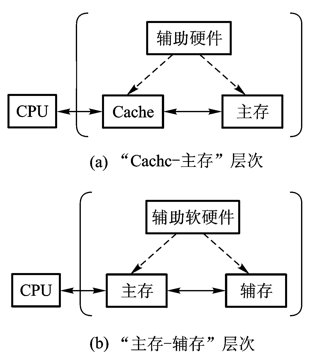 辅助硬件
CPU
Cache
主存
(a) “Cachc-主存”层次
辅助软硬件
CPU
主存
辅存
(b) “主存-辅存”层次